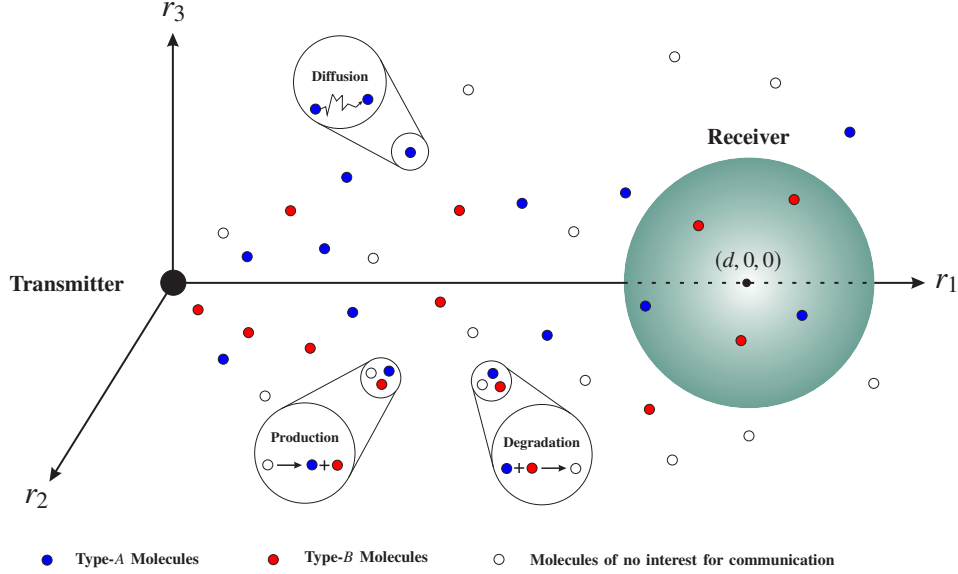 r3
Diffusion
Receiver
(d, 0, 0)
Transmitter
r1
Production
+
Degradation
+
r2
Type-A Molecules
Type-B Molecules
Molecules of no interest for communication